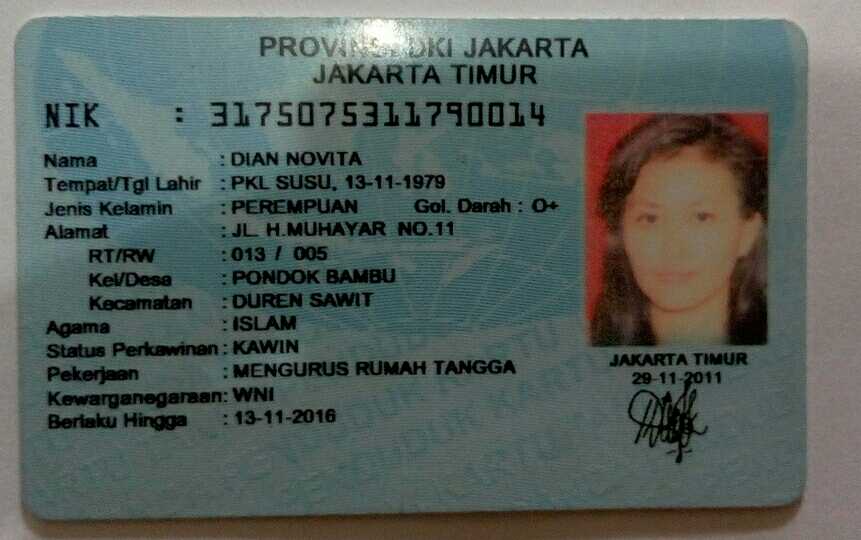 PROVINSI DKI JAKARTA
JAKARTA TIMUR
NIK : 3175075311790014
Nama : DIAN NOVITA
Tempat/Tgl Lahir : PKL SUSU, 13-11-1979
Jenis Kelamin : PEREMPUAN Gol. Darah : O+
Alamat : JL. H.MUHAYAR NO.11
RT/RW : 013 / 005
Kel/Desa : PONDOK BAMBU
Kecamatan : DUREN SAWIT
Agama : ISLAM
Status Perkawinan : KAWIN
Pekerjaan : MENGURUS RUMAH TANGGA
Kewarganegaraan : WNI
Berlaku Hingga : 13-11-2016
JAKARTA TIMUR
29-11-2011